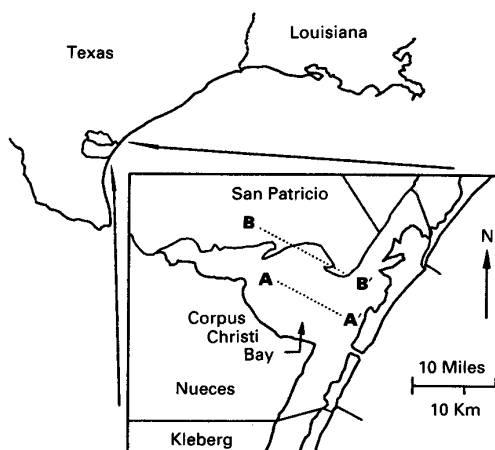 Louisiana
Texas
San Patricio
B
N
A
B′
Corpus
Christi
Bay
A′
10 Miles
10 Km
Nueces
Kleberg